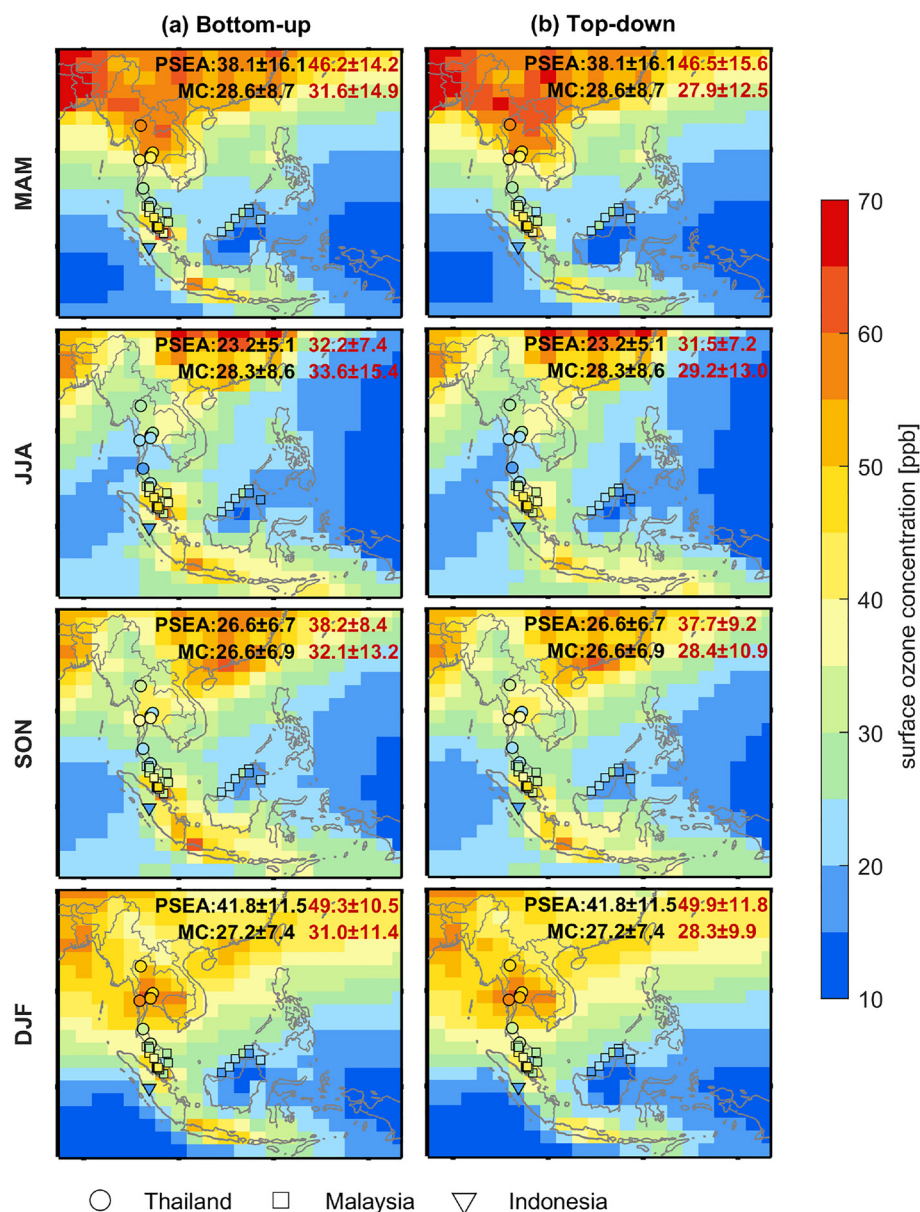 (a) Bottom-up
(b) Top-down
MAM
PSEA:38.1±16.1 46.2±14.2
MC:28.6±8.7 31.6±14.9
PSEA:38.1±16.1 46.5±15.6
MC:28.6±8.7 27.9±12.5
JJA
PSEA:23.2±5.1 32.2±7.4
MC:28.3±8.6 33.6±15.4
PSEA:23.2±5.1 31.5±7.2
MC:28.3±8.6 29.2±13.0
SON
PSEA:26.6±6.7 38.2±8.4
MC:26.6±6.9 32.1±13.2
PSEA:26.6±6.7 37.7±9.2
MC:26.6±6.9 28.4±10.9
DJF
PSEA:41.8±11.5 49.3±10.5
MC:27.2±7.4 31.0±11.4
PSEA:41.8±11.5 49.9±11.8
MC:27.2±7.4 28.3±9.9
70
60
50
40
30
20
10
surface ozone concentration [ppb]
Thailand Malaysia Indonesia